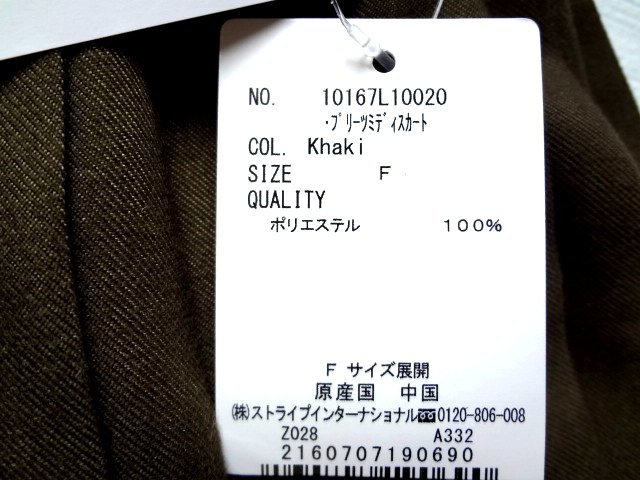 NO. 10167L10020
・プリーツミディスカート
COL. Khaki
SIZE F
QUALITY
ポリエステル 100%
F サイズ展開
原産国 中国
㈱ストライプインターナショナル☎0120-806-008
Z028 A332
2160707190690